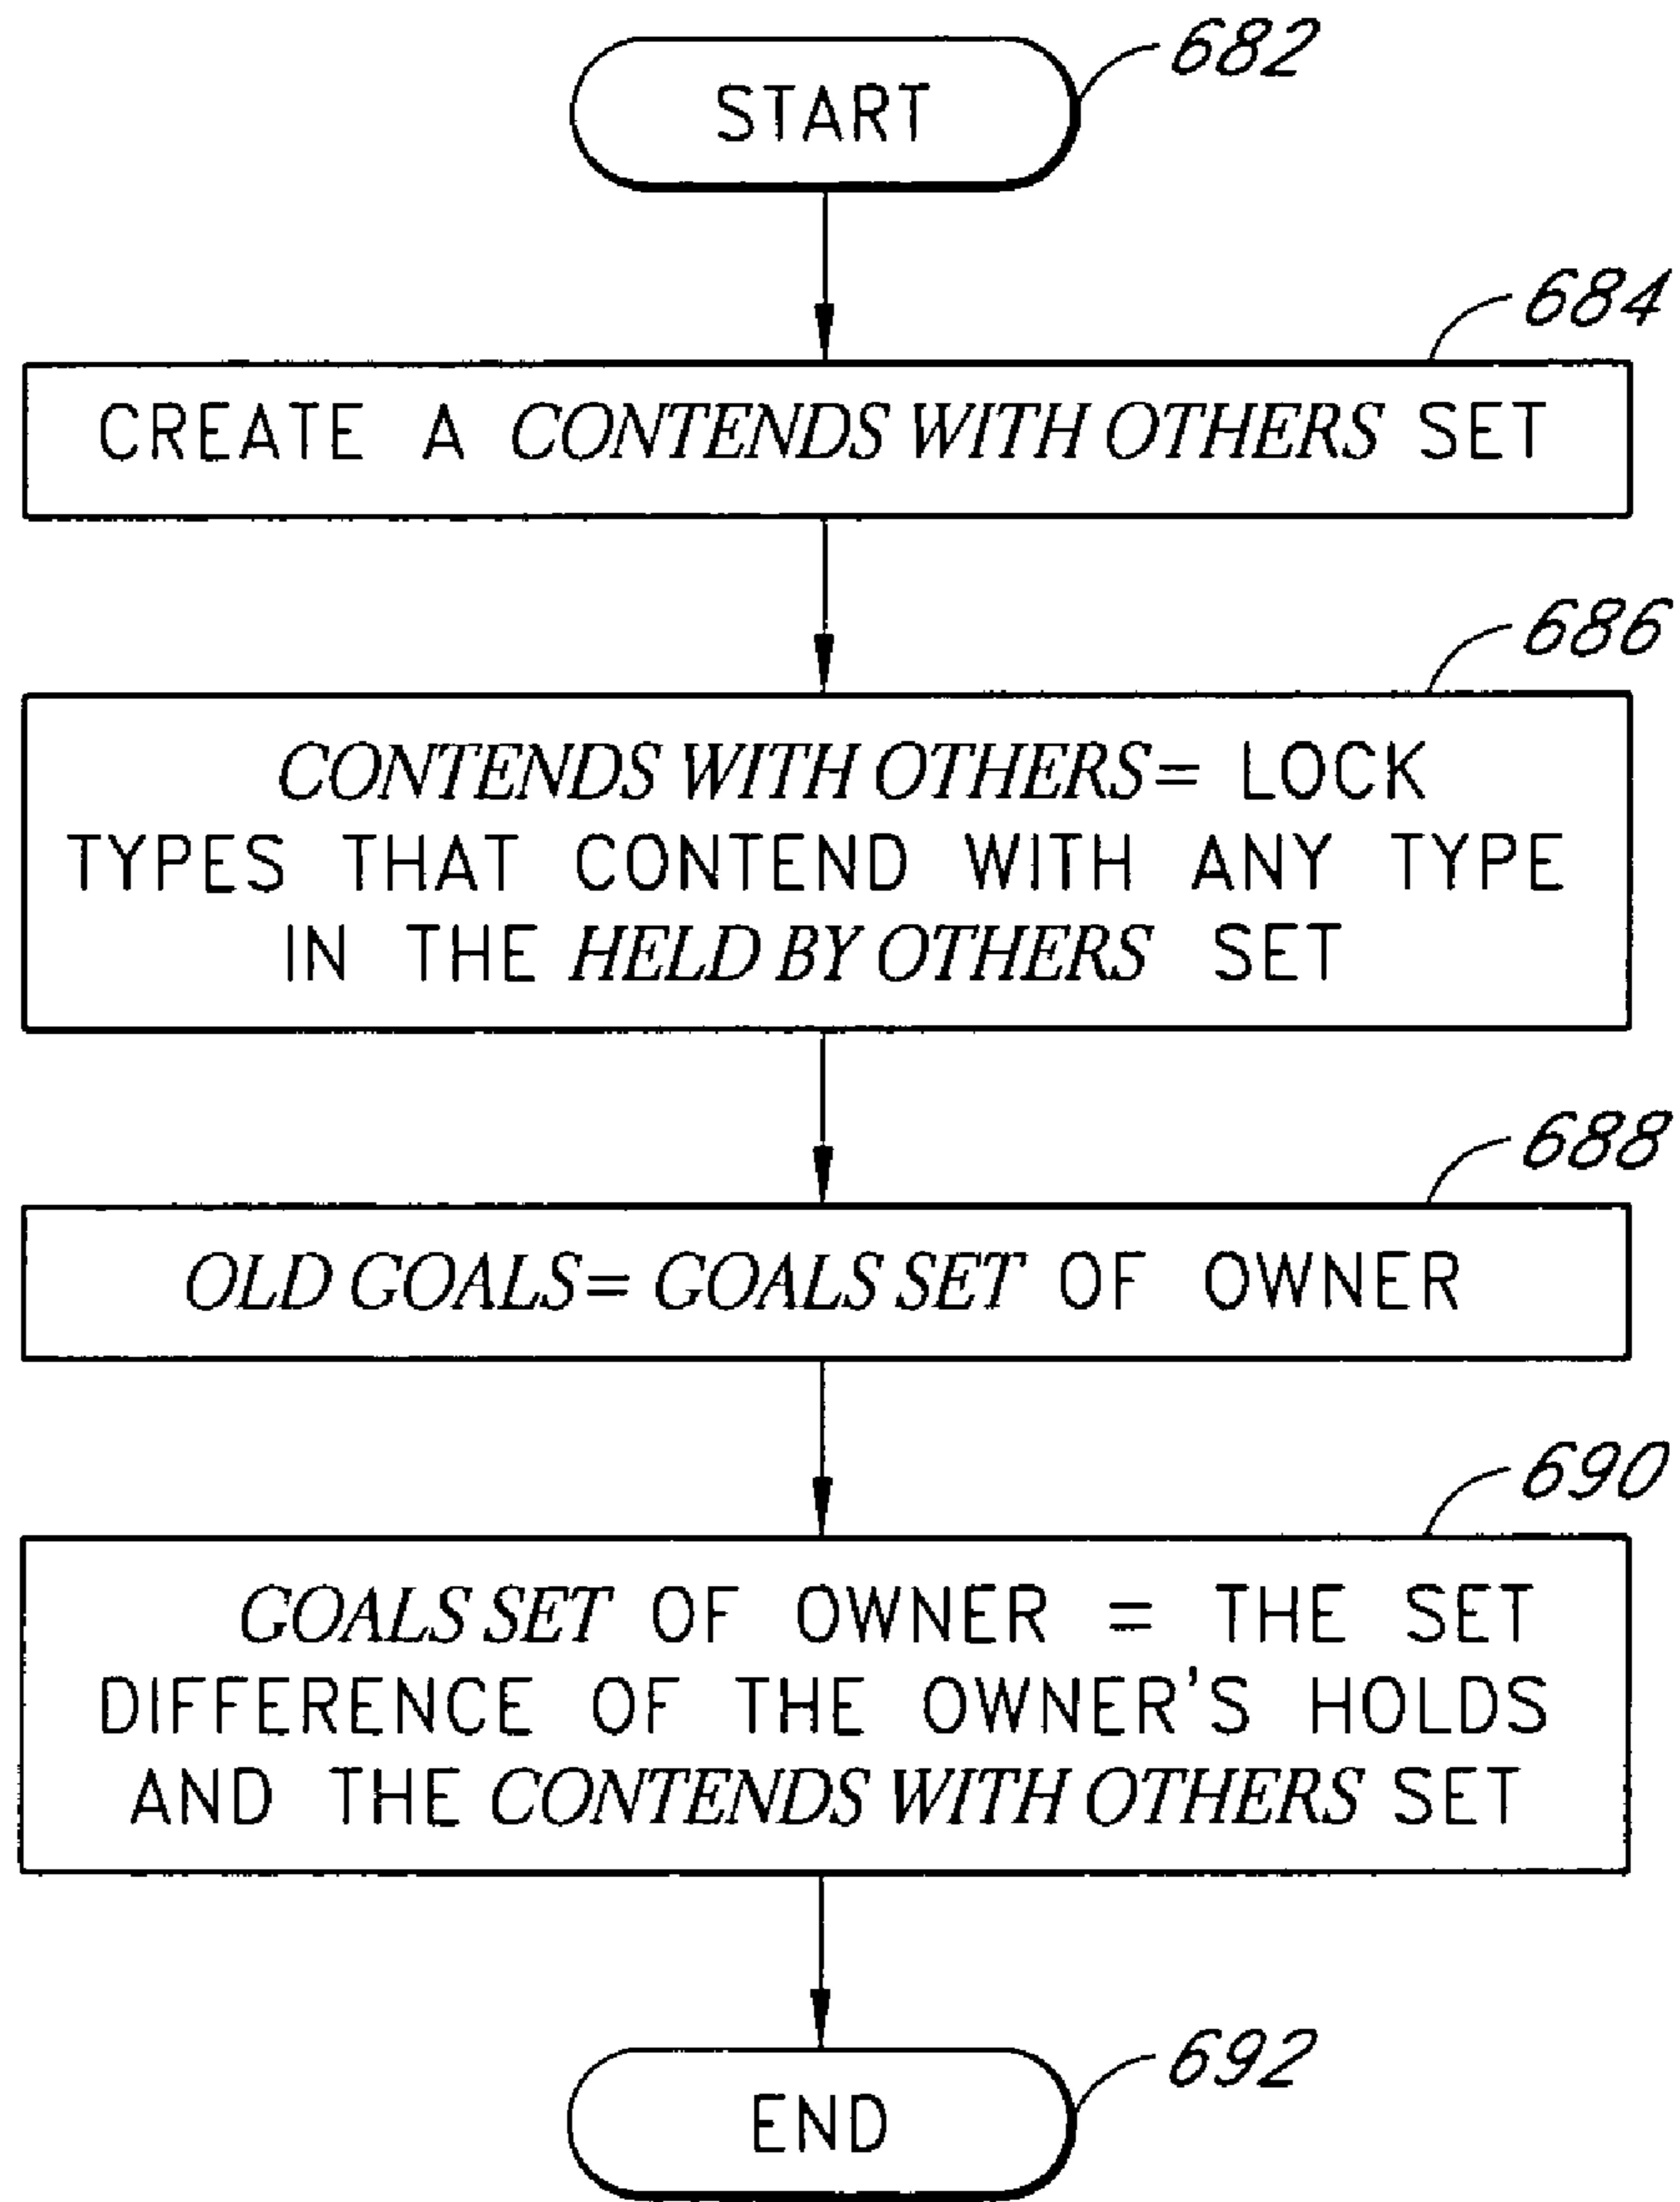 682
START
684
CREATE A CONTENDS WITH OTHERS SET
686
CONTENDS WITH OTHERS = LOCK
TYPES THAT CONTEND WITH ANY TYPE
IN THE HELD BY OTHERS SET
688
OLD GOALS = GOALS SET OF OWNER
690
GOALS SET OF OWNER = THE SET
DIFFERENCE OF THE OWNER'S HOLDS
AND THE CONTENDS WITH OTHERS SET
692
END